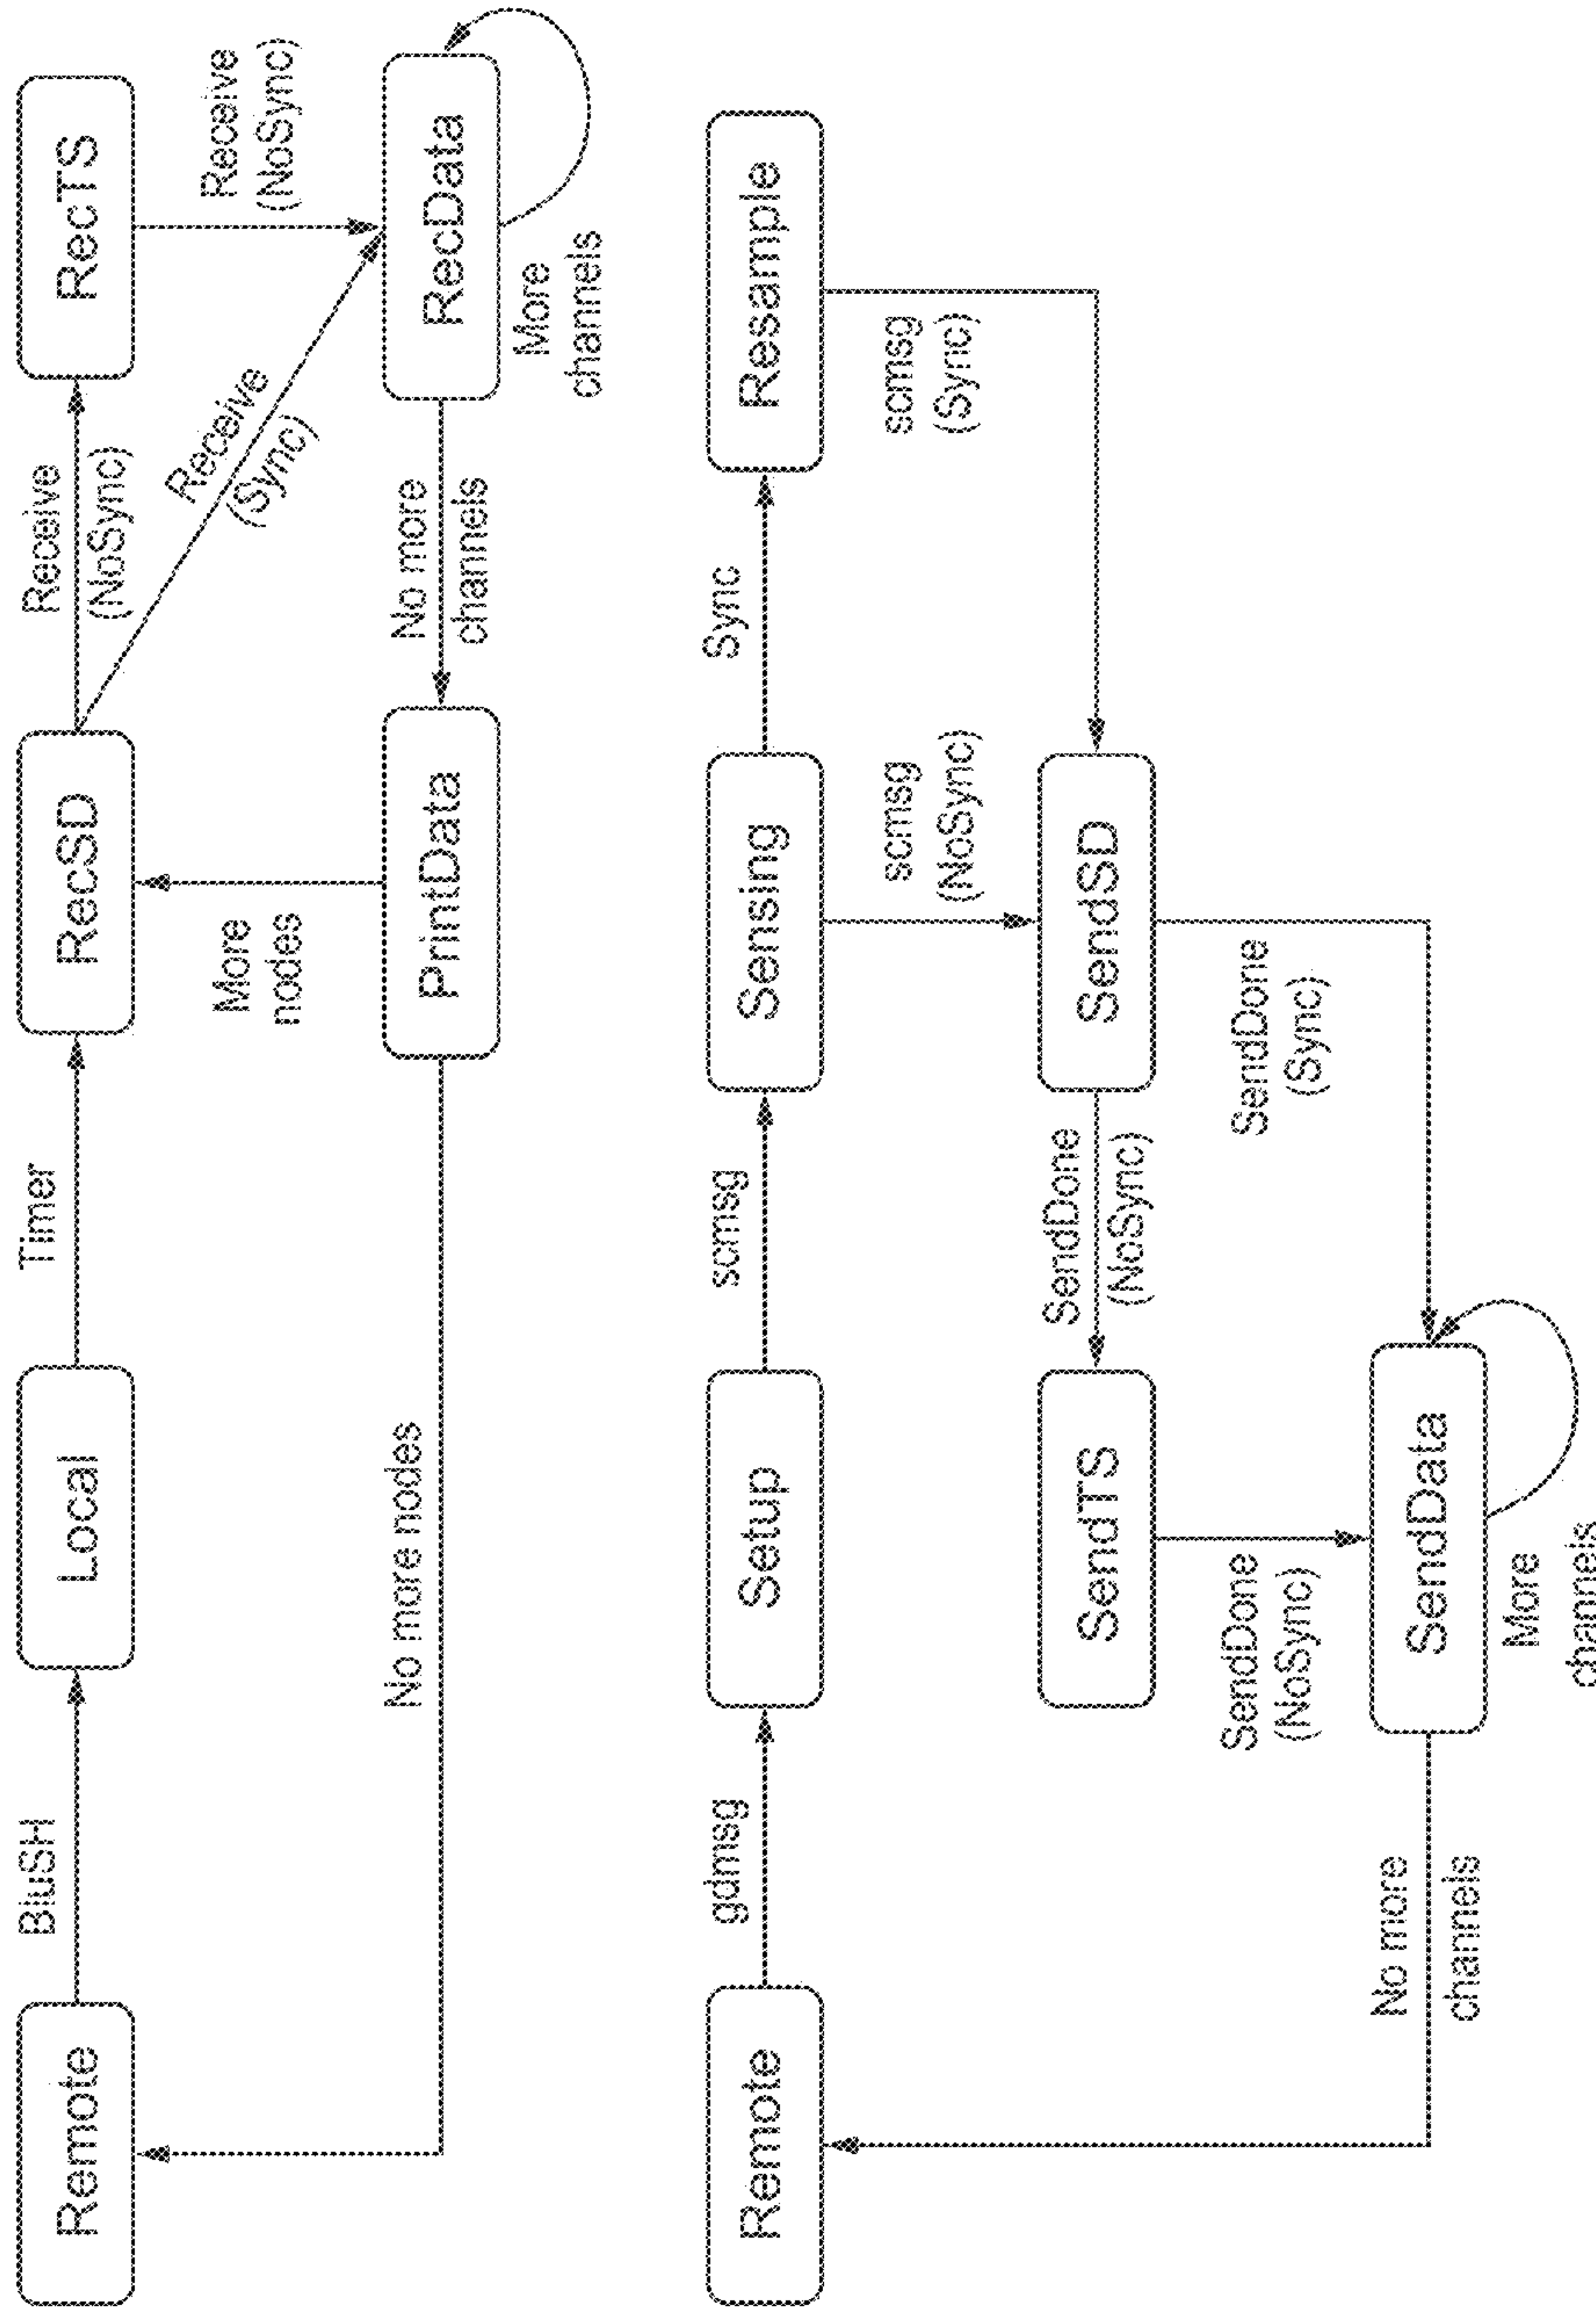 Remote
BluSH
Local
Timer
RecSD
Receive
(NoSync)
RecTS
Receive
(Sync)
Receive
(NoSync)
More
nodes
No more nodes
PrintData
No more
channels
RecData
More
channels
Remote
gdmsg
Setup
scmsg
Sensing
Sync
Resample
scmsg
(NoSync)
scmsg
(Sync)
SendTS
SendDone
(NoSync)
SendSD
SendDone
(NoSync)
SendDone
(Sync)
No more
channels
SendData
More
channels